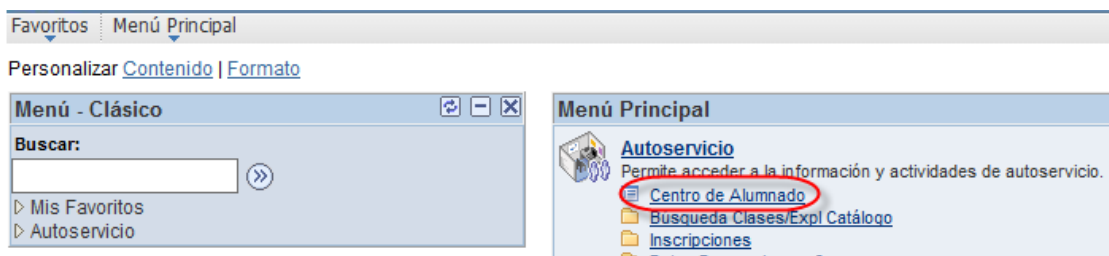 Favoritos Menú Principal
Personalizar Contenido | Formato
Menú - Clásico
Buscar:
Mis Favoritos
Autoservicio
Menú Principal
Autoservicio
Permite acceder a la información y actividades de autoservicio.
Centro de Alumnado
Búsqueda Clases/Expl Catálogo
Inscripciones